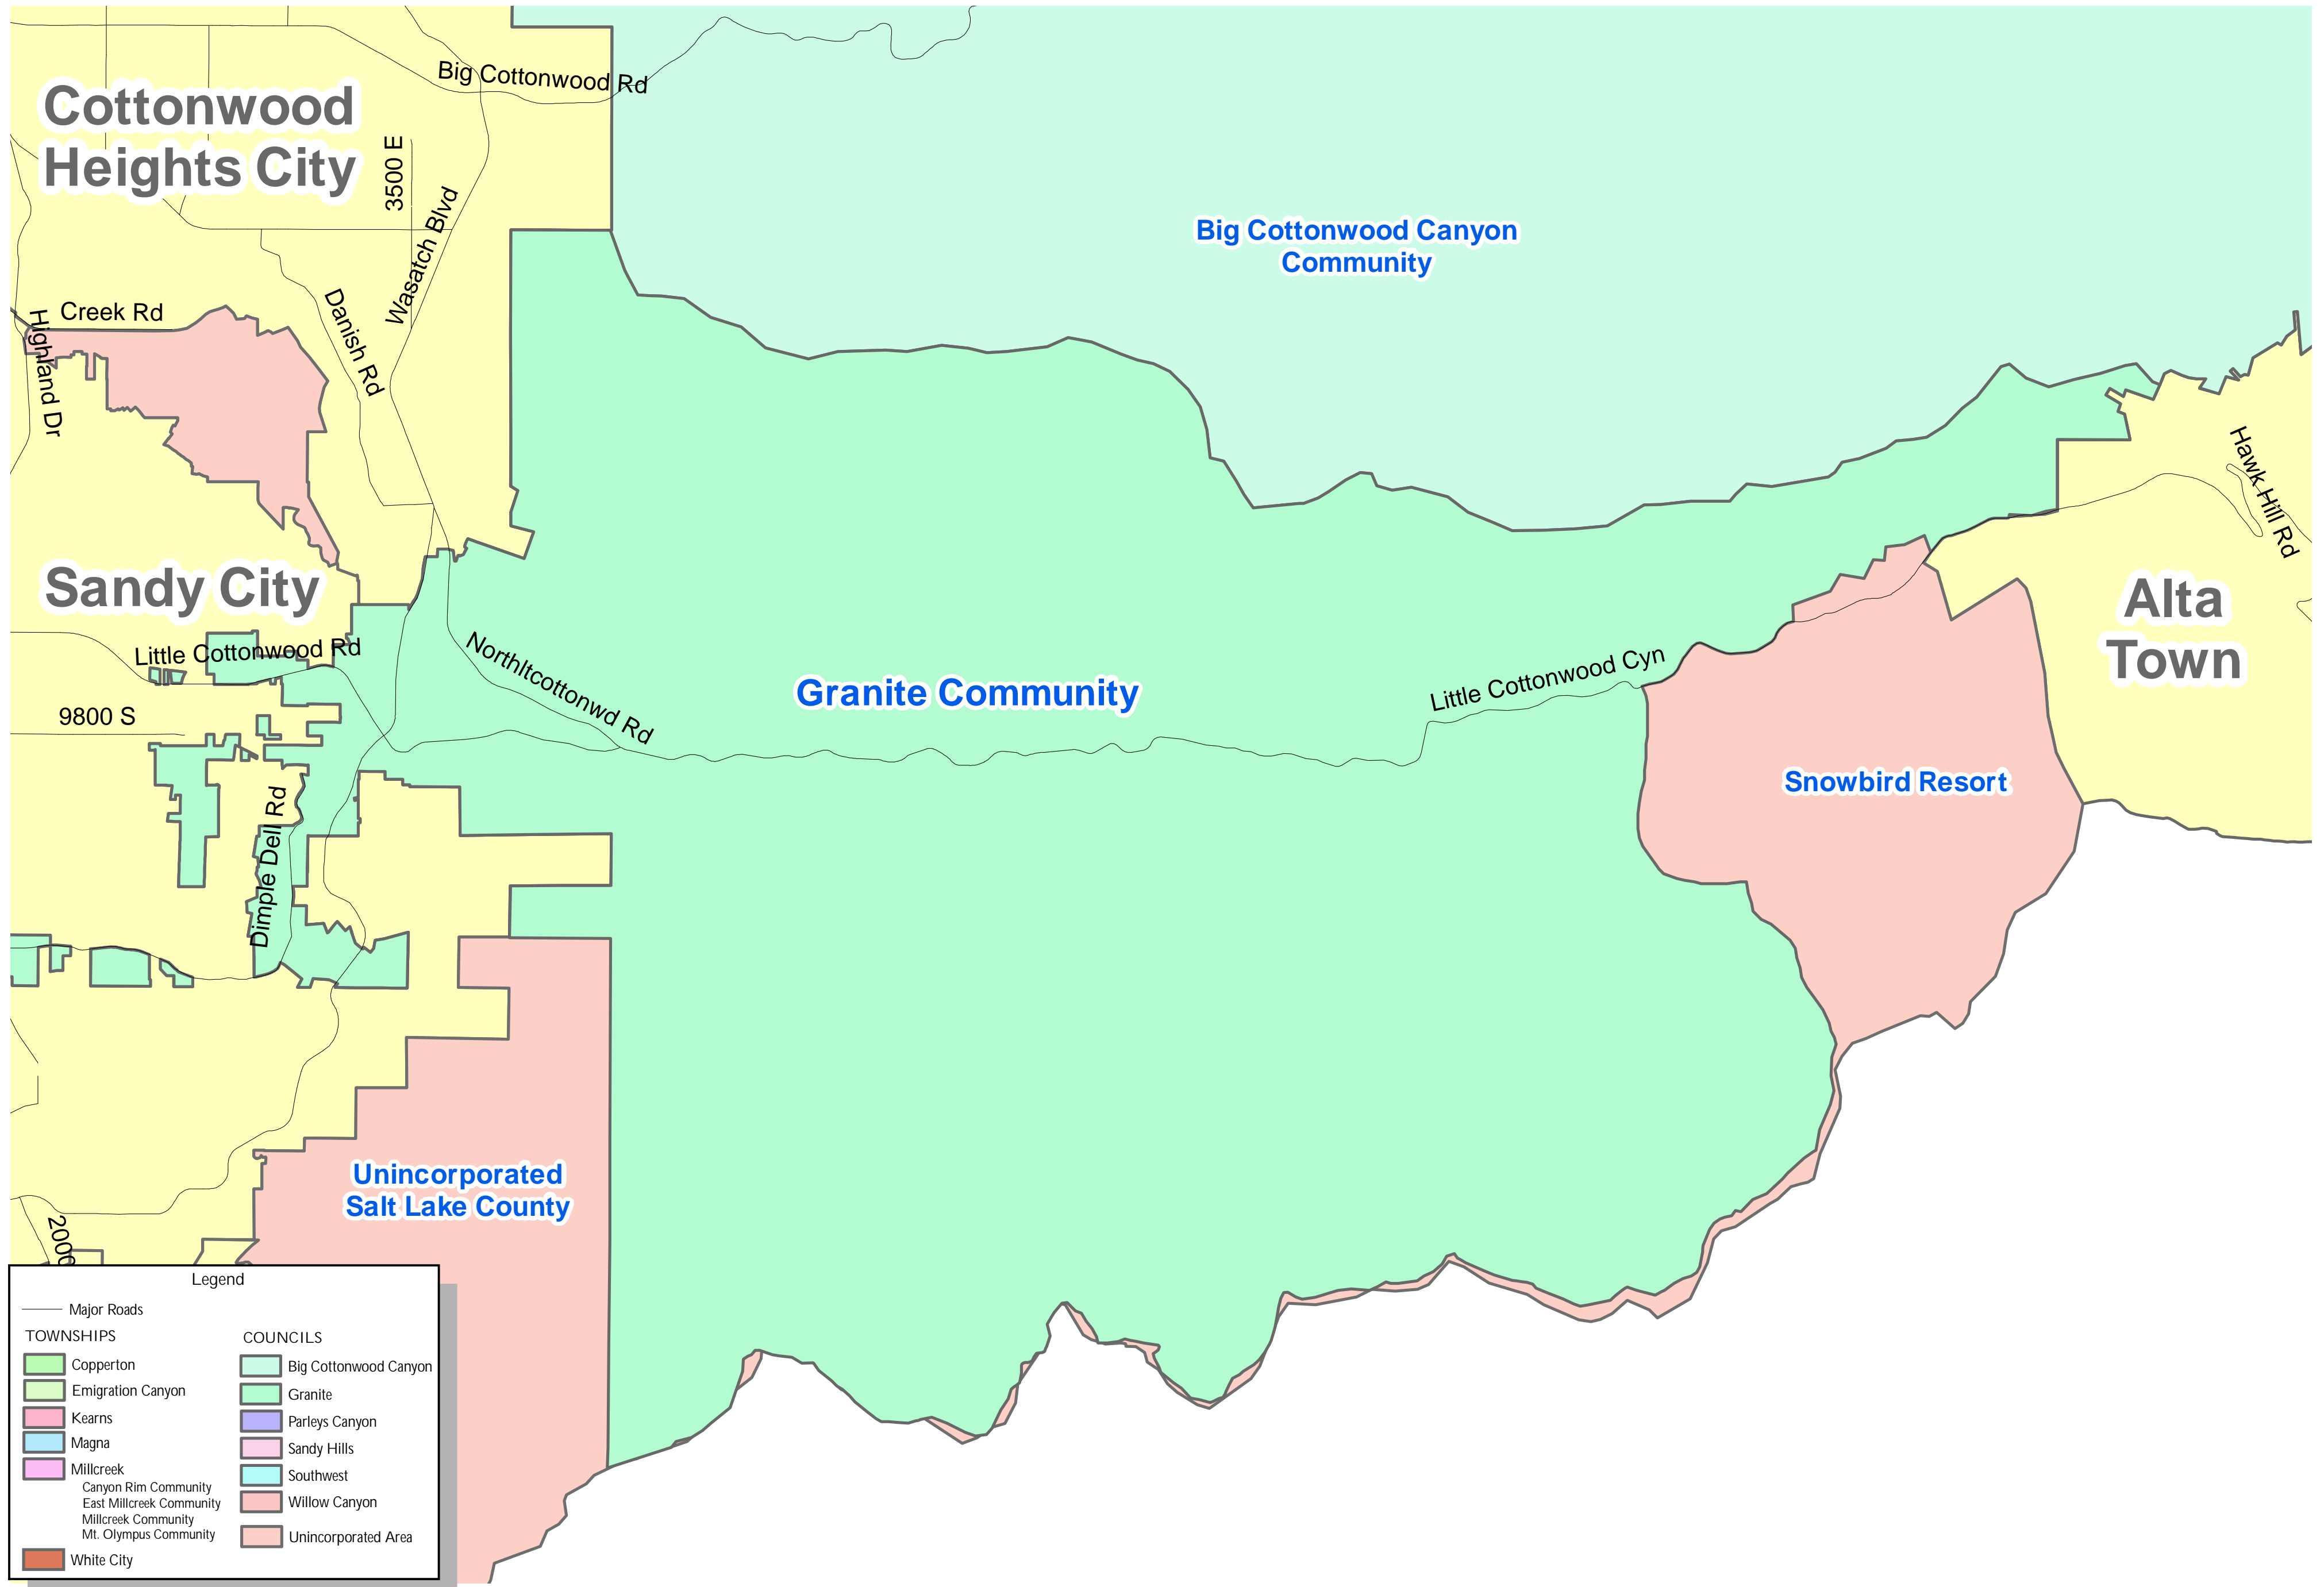 Big Cottonwood Rd
Cottonwood
Heights City
3500 E
Wasatch Blvd
Big Cottonwood Canyon
Community
Creek Rd
Highland Dr
Danish Rd
Hawk Hill Rd
Sandy City
Alta
Town
Little Cottonwood Rd
Northltcottonwd Rd
Little Cottonwood Cyn
Granite Community
9800 S
Snowbird Resort
Dimple Dell Rd
Unincorporated
Salt Lake County
2000
Legend
Major Roads
TOWNSHIPS
Copperton
Emigration Canyon
Kearns
Magna
Millcreek
Canyon Rim Community
East Millcreek Community
Millcreek Community
Mt. Olympus Community
White City
COUNCILS
Big Cottonwood Canyon
Granite
Parleys Canyon
Sandy Hills
Southwest
Willow Canyon
Unincorporated Area